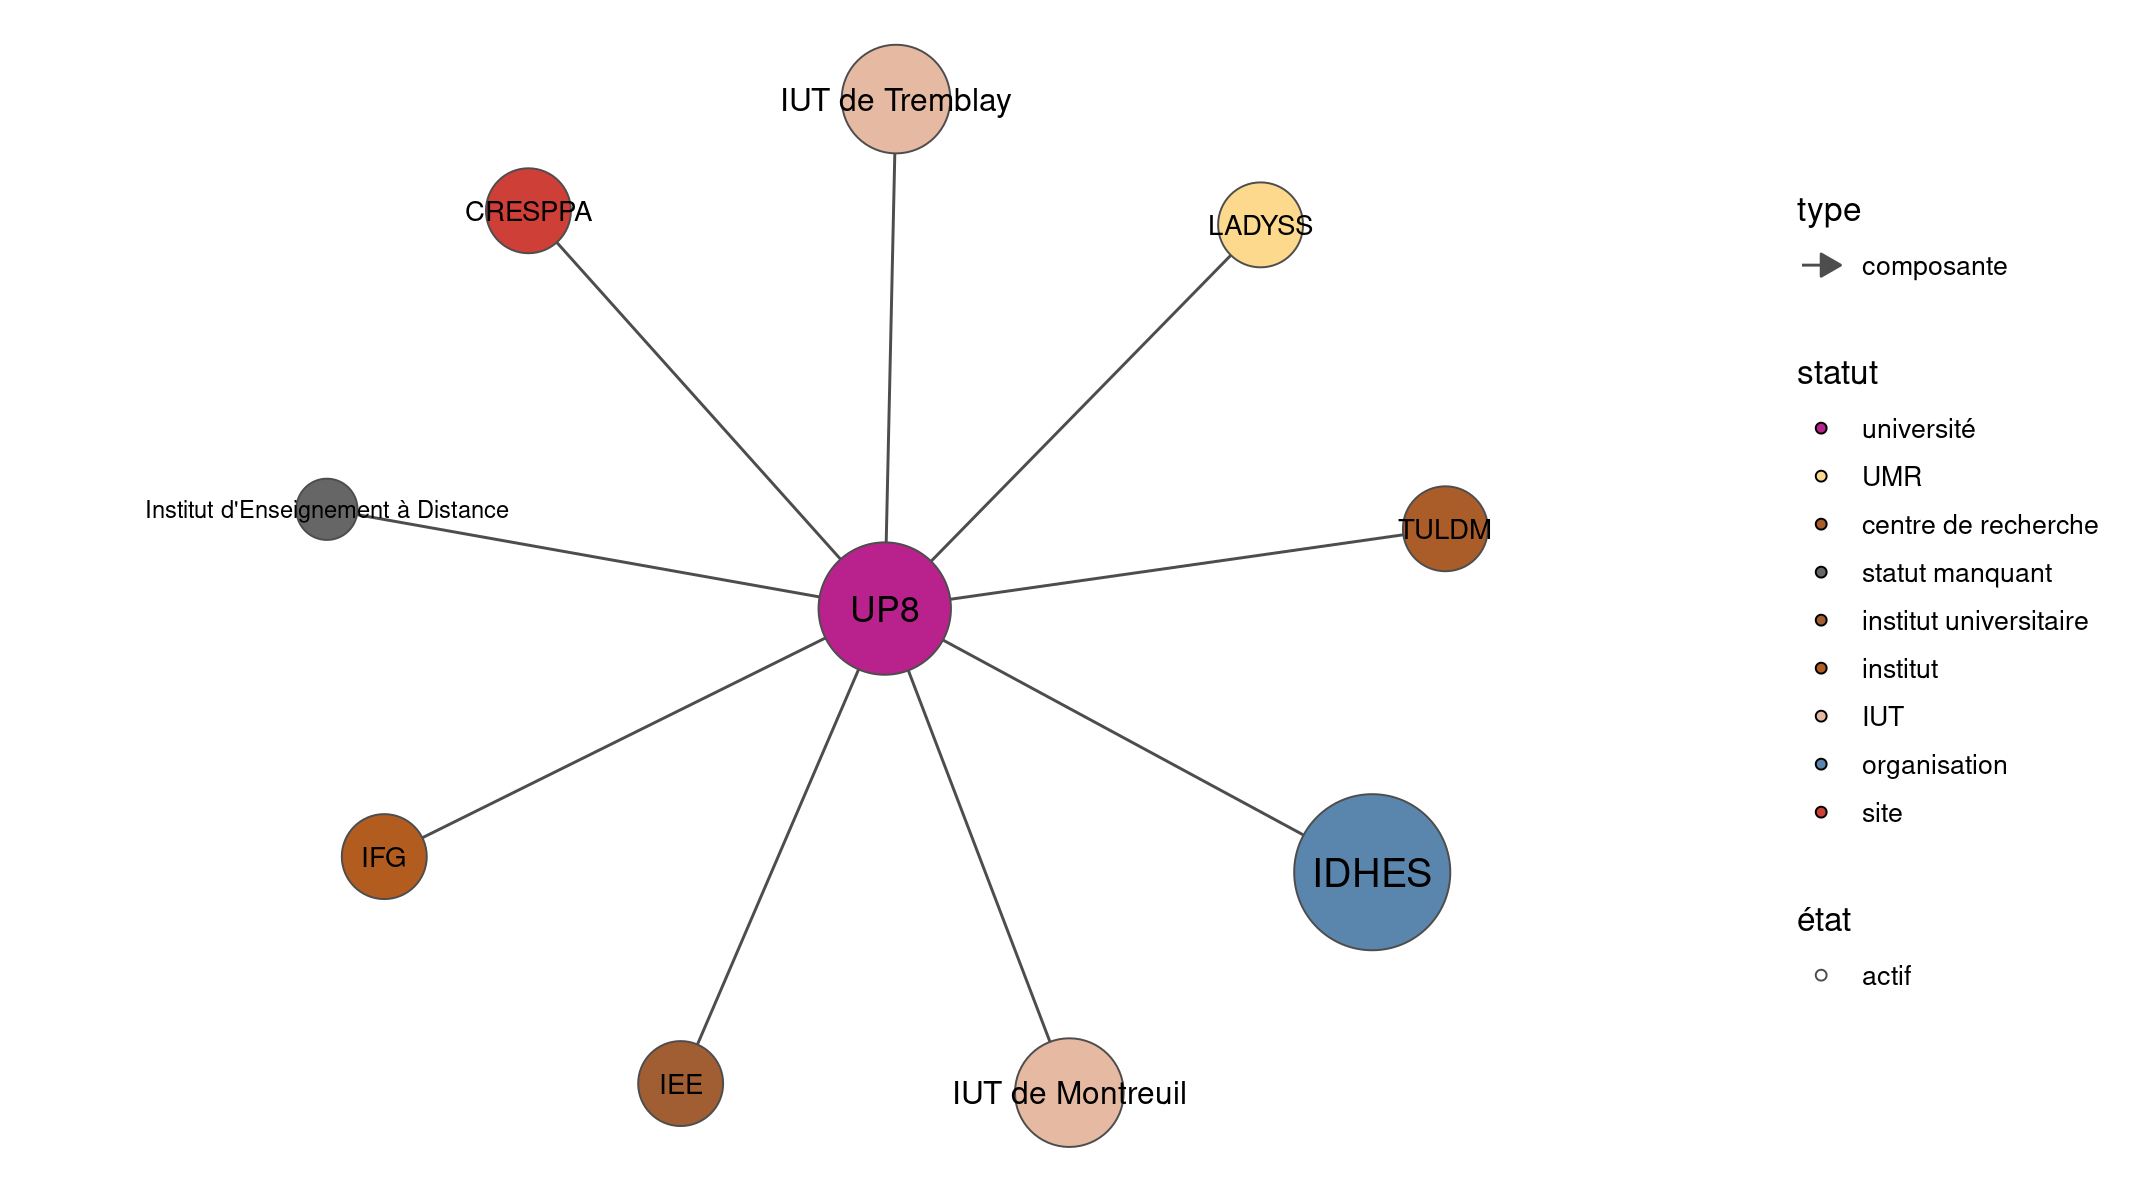 IUT de Tremblay
CRESPPA
LADYSS
Institut d'Enseignement à Distance
TULDM
UP8
IFG
IDHES
IEE
IUT de Montreuil
type
composante
statut
université
UMR
centre de recherche
statut manquant
institut universitaire
institut
IUT
organisation
site
état
actif